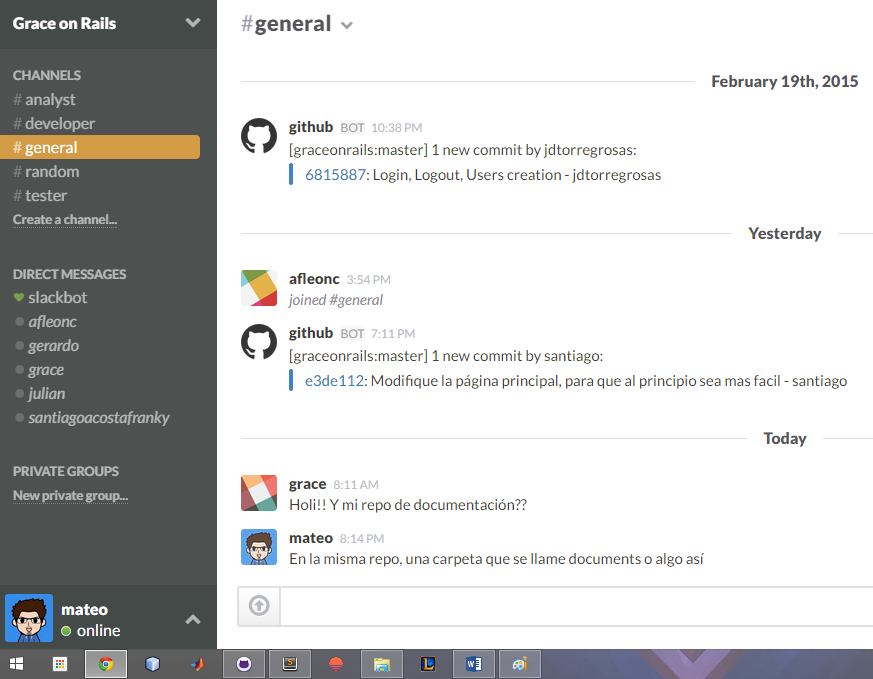 Grace on Rails
CHANNELS
# analyst
# developer
# general
# random
# tester
Create a channel...
DIRECT MESSAGES
slackbot
afleonc
gerardo
grace
julian
santiagoacostafranky
PRIVATE GROUPS
New private group...
mateo
online
#general
February 19th, 2015
github BOT 10:38 PM
[graceonrails:master] 1 new commit by jdtorregrosas:
6815887: Login, Logout, Users creation - jdtorregrosas
Yesterday
afleonc 3:54 PM
joined #general
github BOT 7:11 PM
[graceonrails:master] 1 new commit by santiago:
e3de112: Modifique la página principal, para que al principio sea mas facil - santiago
Today
grace 8:11 AM
Holi!! Y mi repo de documentación??
mateo 8:14 PM
En la misma repo, una carpeta que se llame documents o algo así